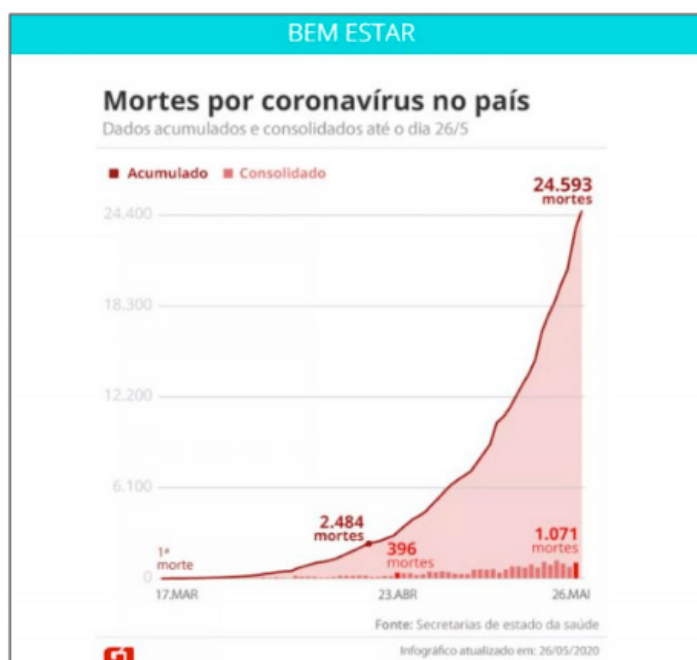 BEM ESTAR
Mortes por coronavírus no país
Dados acumulados e consolidados até o dia 26/5
Acumulado Consolidado
24.593
mortes
24.400
18.300
12.200
6.100
2.484
mortes
396
mortes
1.071
mortes
1ª
morte
0
17.MAR 23.ABR 26.MAI
Fonte: Secretarias de estado da saúde
Infográfico atualizado em: 26/05/2020
G1